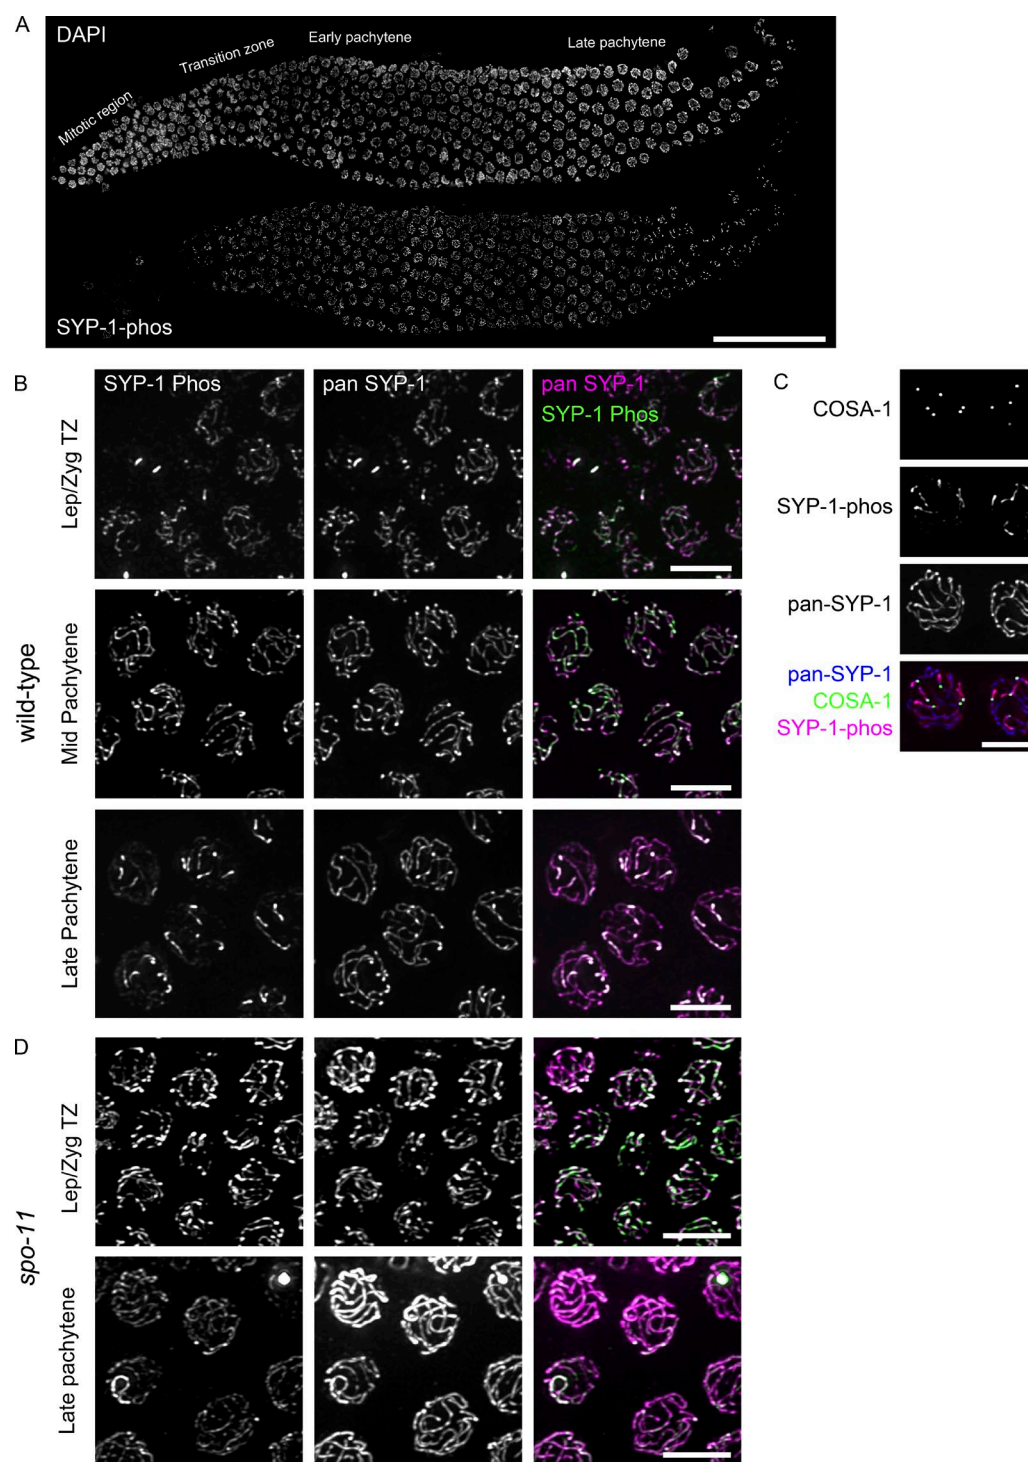 A
DAPI
Mitotic region
Transition zone
Early pachytene
Late pachytene
SYP-1-phos
B
wild-type
SYP-1 Phos
pan SYP-1
pan SYP-1
SYP-1 Phos
Lep/Zyg TZ
Mid Pachytene
Late Pachytene
C
COSA-1
SYP-1-phos
pan-SYP-1
pan-SYP-1
COSA-1
SYP-1-phos
D
spo-11
Lep/Zyg TZ
Late pachytene